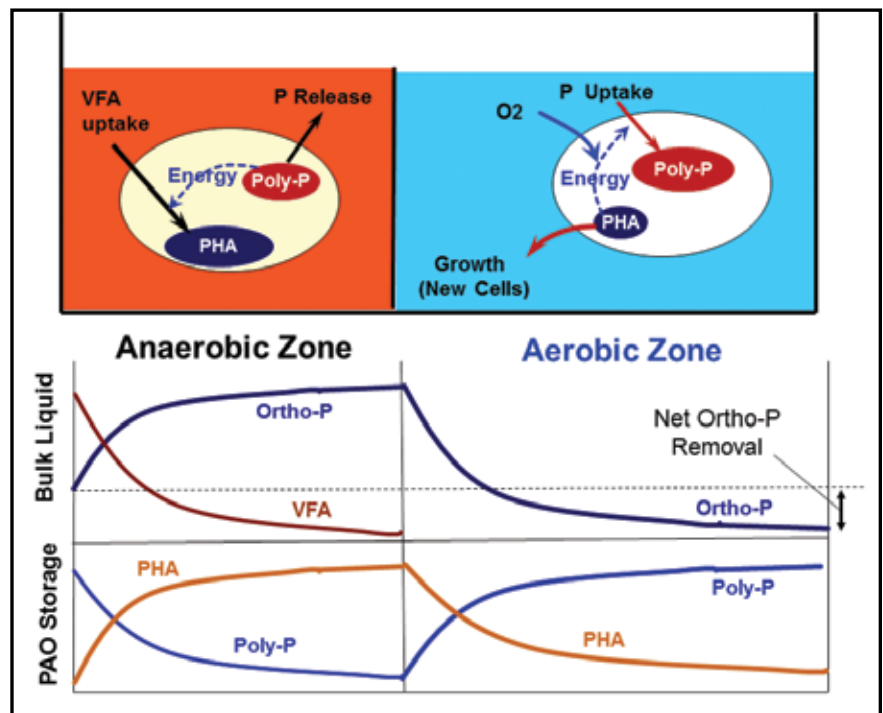 VFA
uptake
P Release
Energy
Poly-P
PHA
O2
P Uptake
Energy
Poly-P
PHA
Growth
(New Cells)
Anaerobic Zone
Aerobic Zone
Bulk Liquid
Ortho-P
VFA
Net Ortho-P
Removal
Ortho-P
PAO Storage
PHA
Poly-P
Poly-P
PHA